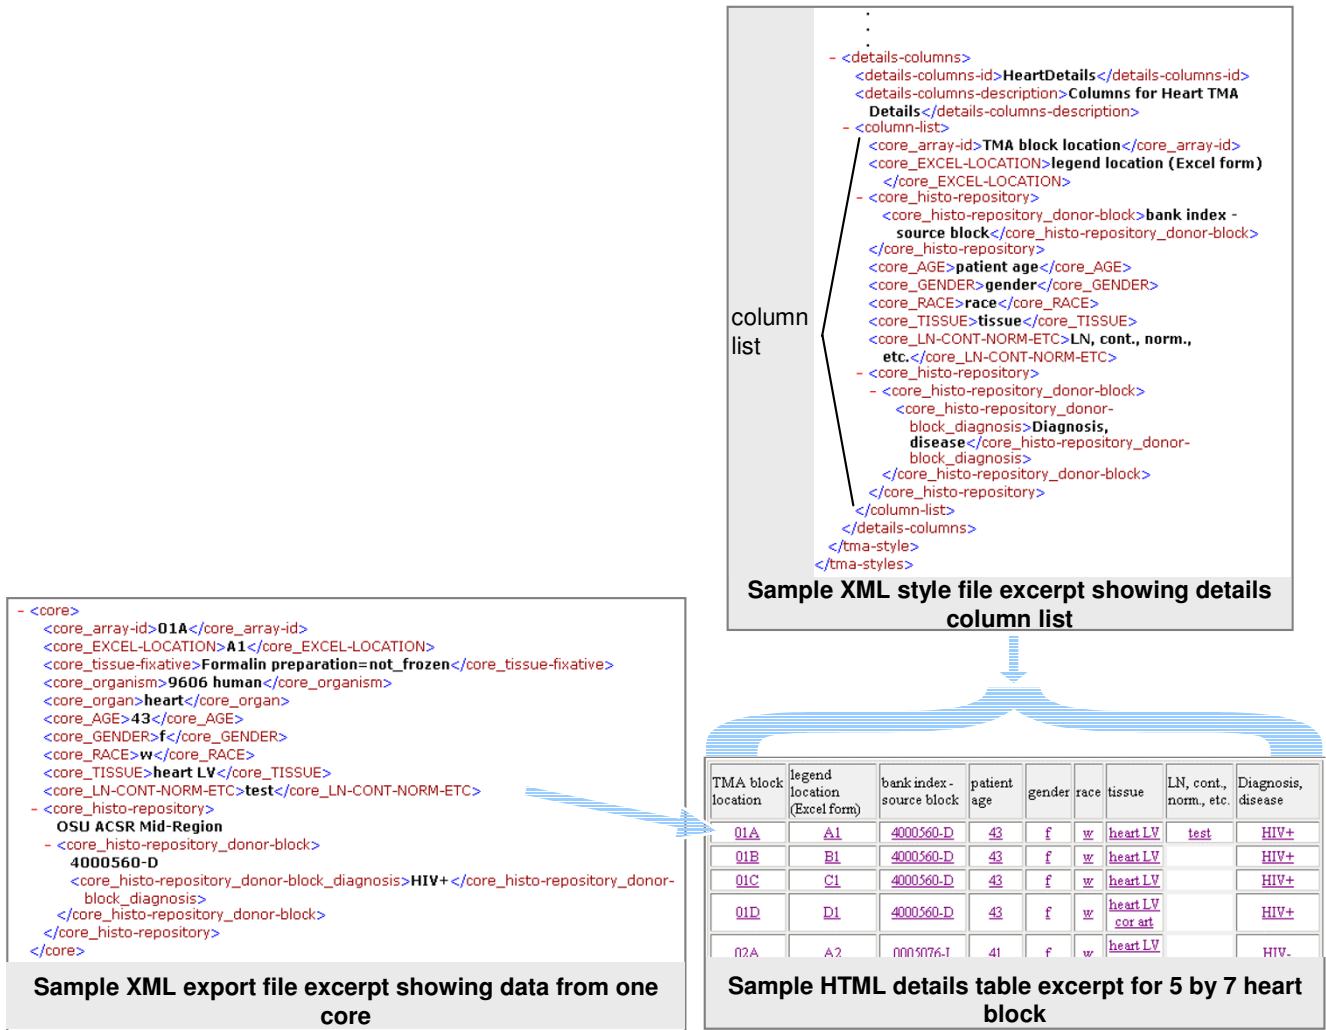 .
.
.
- <details-columns>
<details-columns-id>HeartDetails</details-columns-id>
<details-columns-description>Columns for Heart TMA
Details</details-columns-description>
- <column-list>
<core_array-id>TMA block location</core_array-id>
<core_EXCEL-LOCATION>legend location (Excel form)
</core_EXCEL-LOCATION>
- <core_histo-repository>
<core_histo-repository_donor-block>bank index -
source block</core_histo-repository_donor-block>
</core_histo-repository>
<core_AGE>patient age</core_AGE>
<core_GENDER>gender</core_GENDER>
<core_RACE>race</core_RACE>
<core_TISSUE>tissue</core_TISSUE>
<core_LN-CONT-NORM-ETC>LN, cont., norm.,
etc.</core_LN-CONT-NORM-ETC>
- <core_histo-repository>
- <core_histo-repository_donor-block>
<core_histo-repository_donor-
block_diagnosis>Diagnosis,
disease</core_histo-repository_donor-
block_diagnosis>
</core_histo-repository_donor-block>
</core_histo-repository>
</column-list>
</details-columns>
</tma-style>
</tma-styles>
column
list
Sample XML style file excerpt showing details
column list
- <core>
<core_array-id>01A</core_array-id>
<core_EXCEL-LOCATION>A1</core_EXCEL-LOCATION>
<core_tissue-fixative>Formalin preparation=not_frozen</core_tissue-fixative>
<core_organism>9606 human</core_organism>
<core_organ>heart</core_organ>
<core_AGE>43</core_AGE>
<core_GENDER>f</core_GENDER>
<core_RACE>w</core_RACE>
<core_TISSUE>heart LV</core_TISSUE>
<core_LN-CONT-NORM-ETC>test</core_LN-CONT-NORM-ETC>
- <core_histo-repository>
OSU ACSR Mid-Region
- <core_histo-repository_donor-block>
4000560-D
<core_histo-repository_donor-block_diagnosis>HIV+</core_histo-repository_donor-
block_diagnosis>
</core_histo-repository_donor-block>
</core_histo-repository>
</core>
Sample XML export file excerpt showing data from one
core
TMA block location | legend location (Excel form) | bank index - source block | patient age | gender | race | tissue | LN, cont., norm., etc. | Diagnosis, disease
01A A1 4000560-D 43 f w heart LV test HIV+
01B B1 4000560-D 43 f w heart LV HIV+
01C C1 4000560-D 43 f w heart LV HIV+
01D D1 4000560-D 43 f w heart LV cor art HIV+
02A A2 0005076-J 41 f w heart LV HIV-
Sample HTML details table excerpt for 5 by 7 heart
block